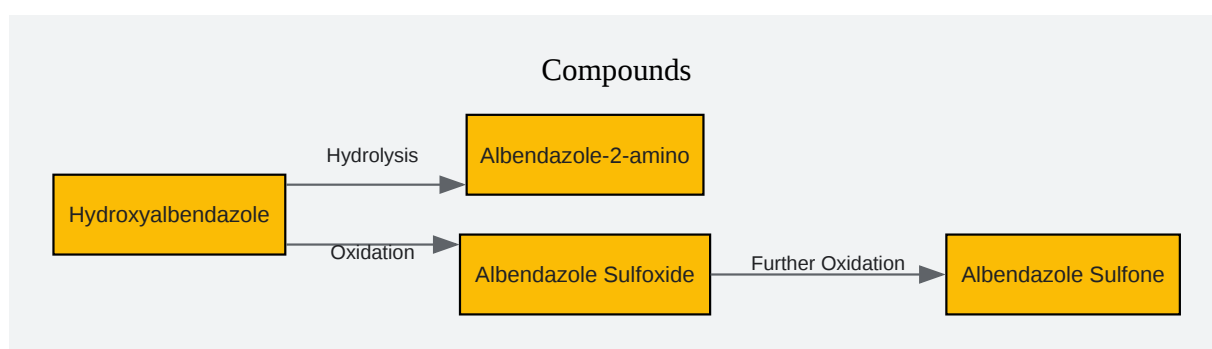 Compounds
Hydrolysis
Albendazole-2-amino
Hydroxyalbendazole
Oxidation
Albendazole Sulfoxide
Further Oxidation
Albendazole Sulfone